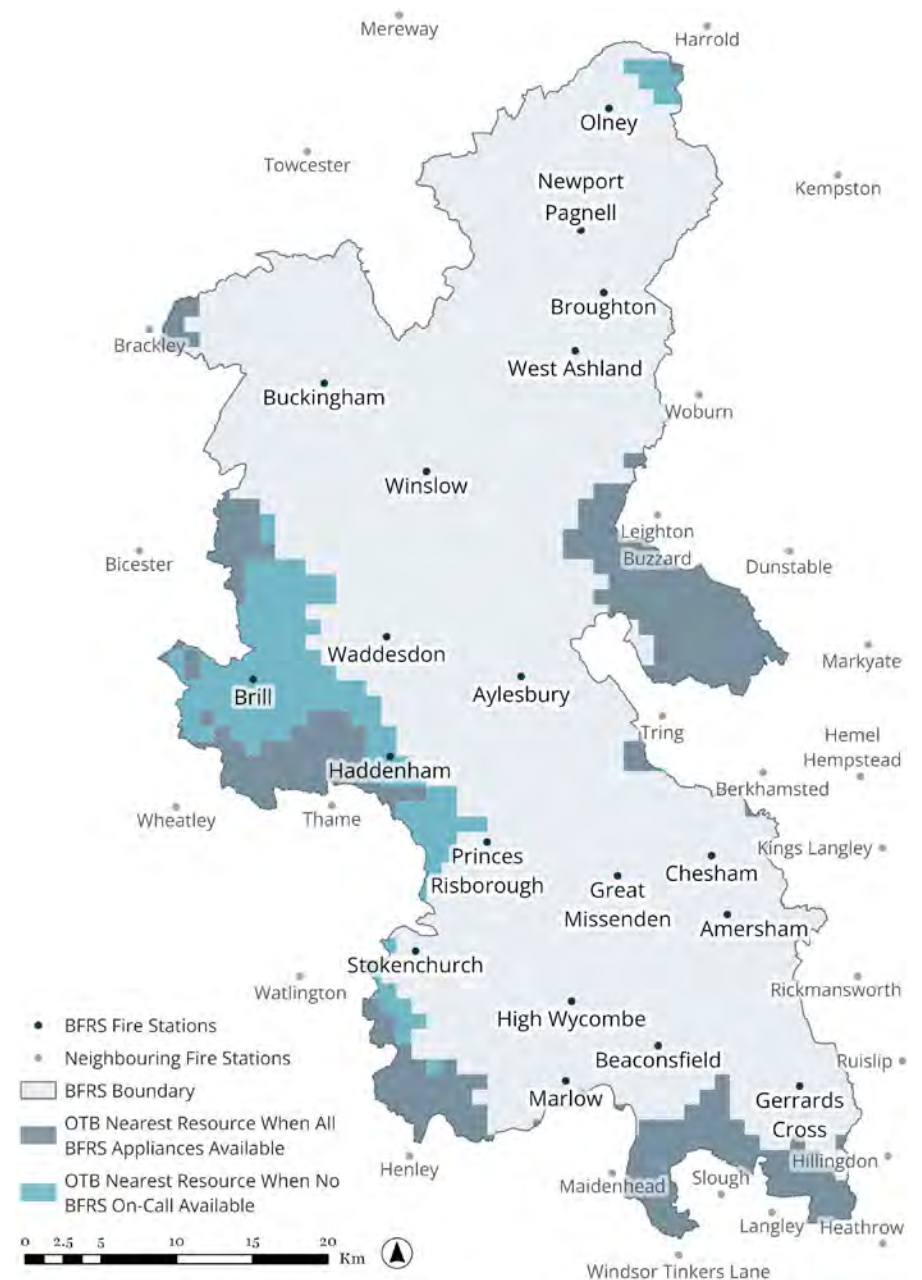 Mereway
Harrold
Olney
Towcester
Newport
Pagnell
Kempston
Broughton
Brackley
West Ashland
Buckingham
Woburn
Winslow
Leighton
Buzzard
Bicester
Dunstable
Waddesdon
Markyate
Brill
Aylesbury
Tring
Hemel
Hempstead
Haddenham
Berkhamsted
Wheatley
Thame
Kings Langley
Princes
Risborough
Chesham
Great
Missenden
Amersham
Stokenchurch
Watlington
Rickmansworth
High Wycombe
Beaconsfield
Ruislip
Marlow
Gerrards
Cross
Henley
Hillingdon
Maidenhead
Slough
Langley
Heathrow
Windsor Tinkers Lane
BFRS Fire Stations
Neighbouring Fire Stations
BFRS Boundary
OTB Nearest Resource When All
BFRS Appliances Available
OTB Nearest Resource When No
BFRS On-Call Available
0 2.5 5 10 15 20
Km